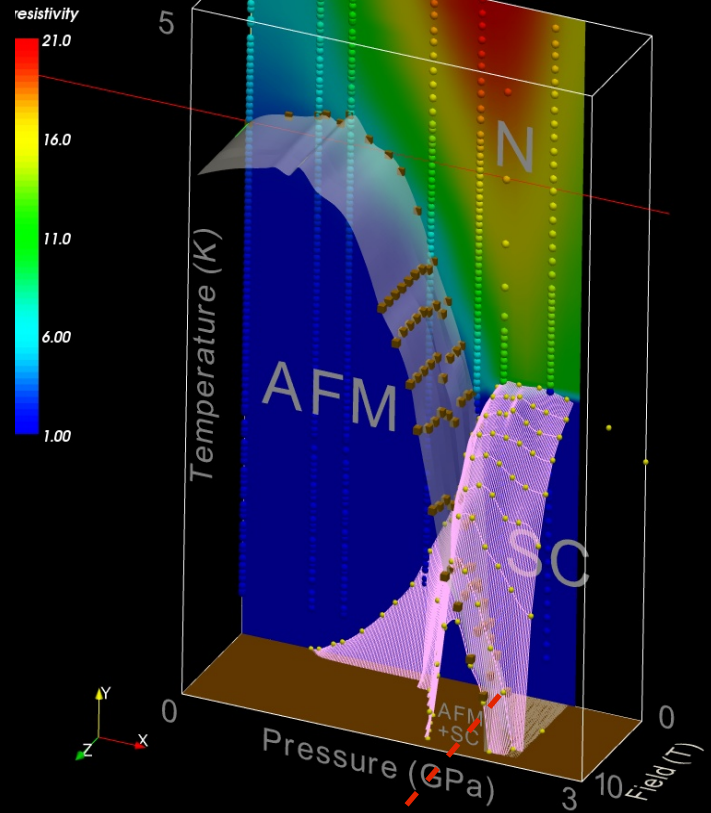 resistivity
21.0
16.0
11.0
6.00
1.00
5
Temperature (K)
N
AFM
SC
AFM
+SC
0
Pressure (GPa)
3
10
Field (T)
0
Y
Z
X